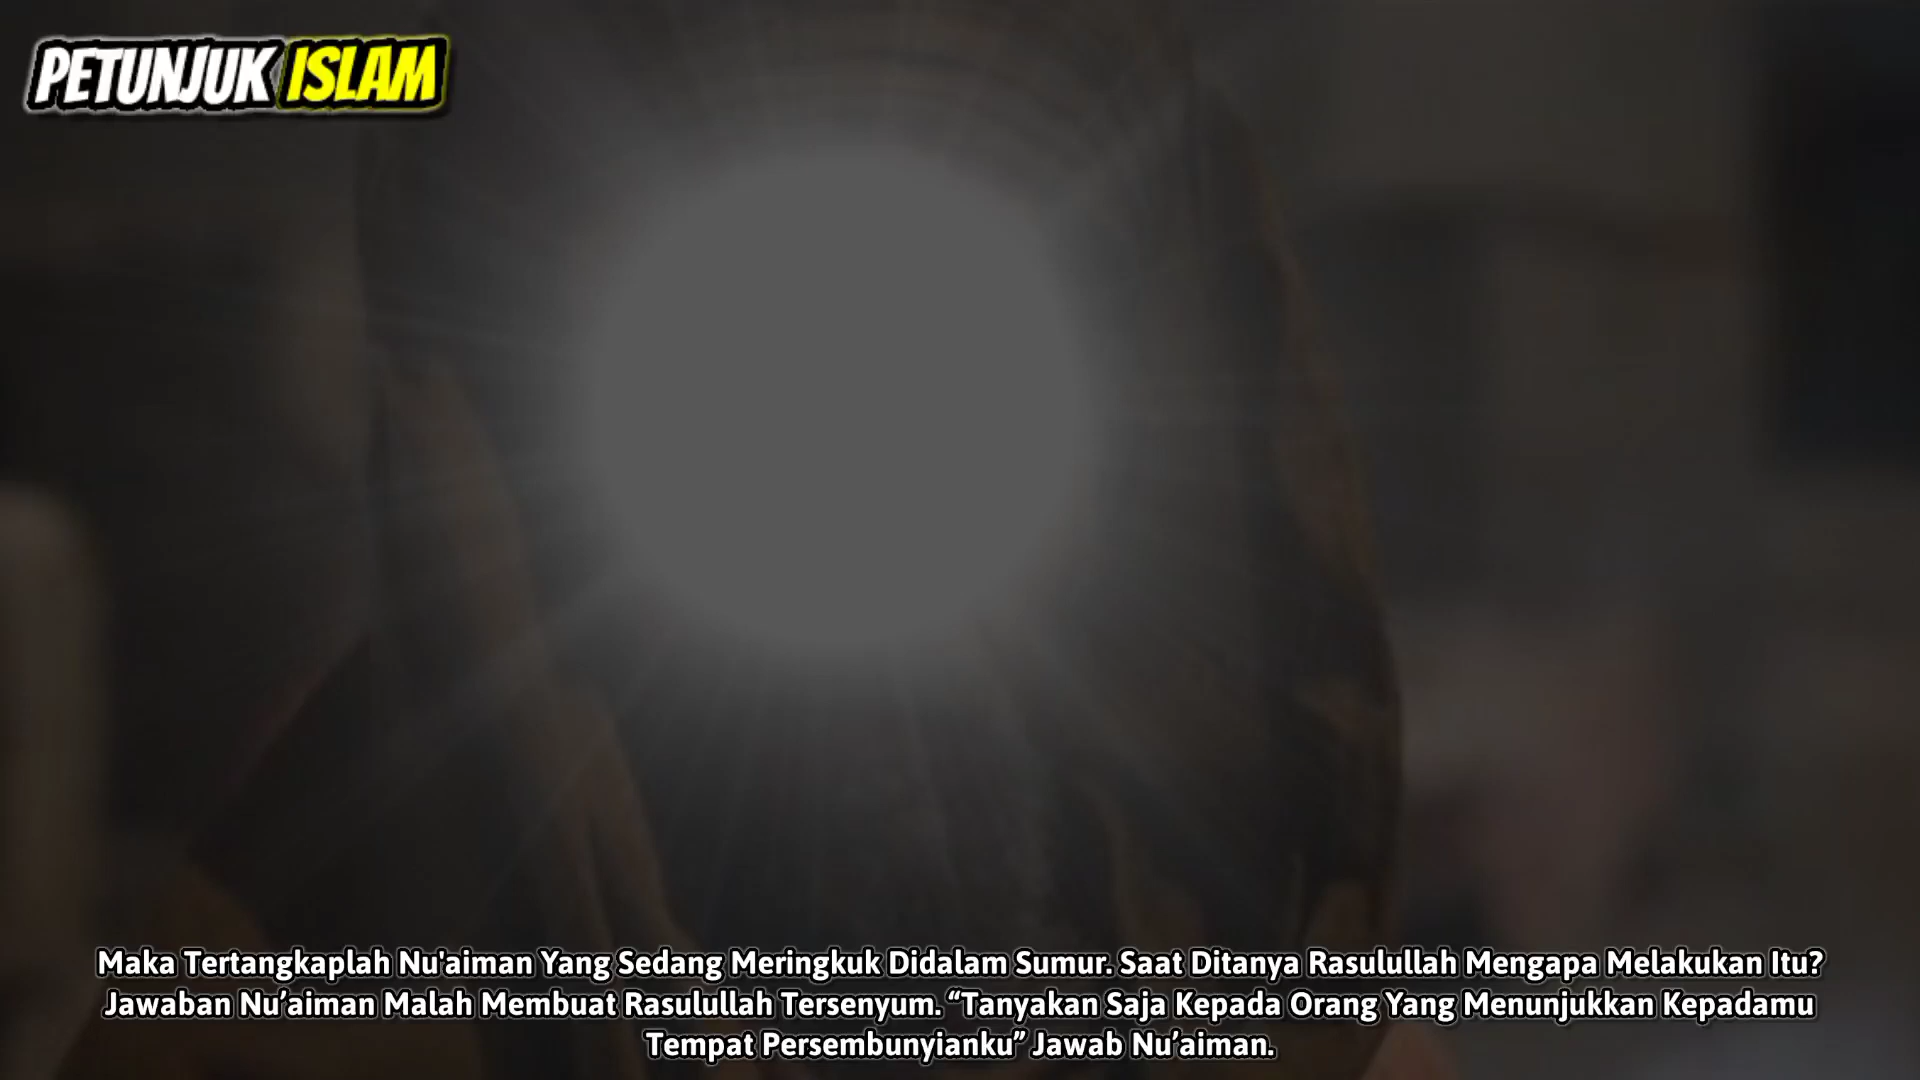 PETUNJUK ISLAM
Maka Tertangkaplah Nu'aiman Yang Sedang Meringkuk Didalam Sumur. Saat Ditanya Rasulullah Mengapa Melakukan Itu?
Jawaban Nu’aiman Malah Membuat Rasulullah Tersenyum. “Tanyakan Saja Kepada Orang Yang Menunjukkan Kepadamu
Tempat Persembunyianku” Jawab Nu’aiman.